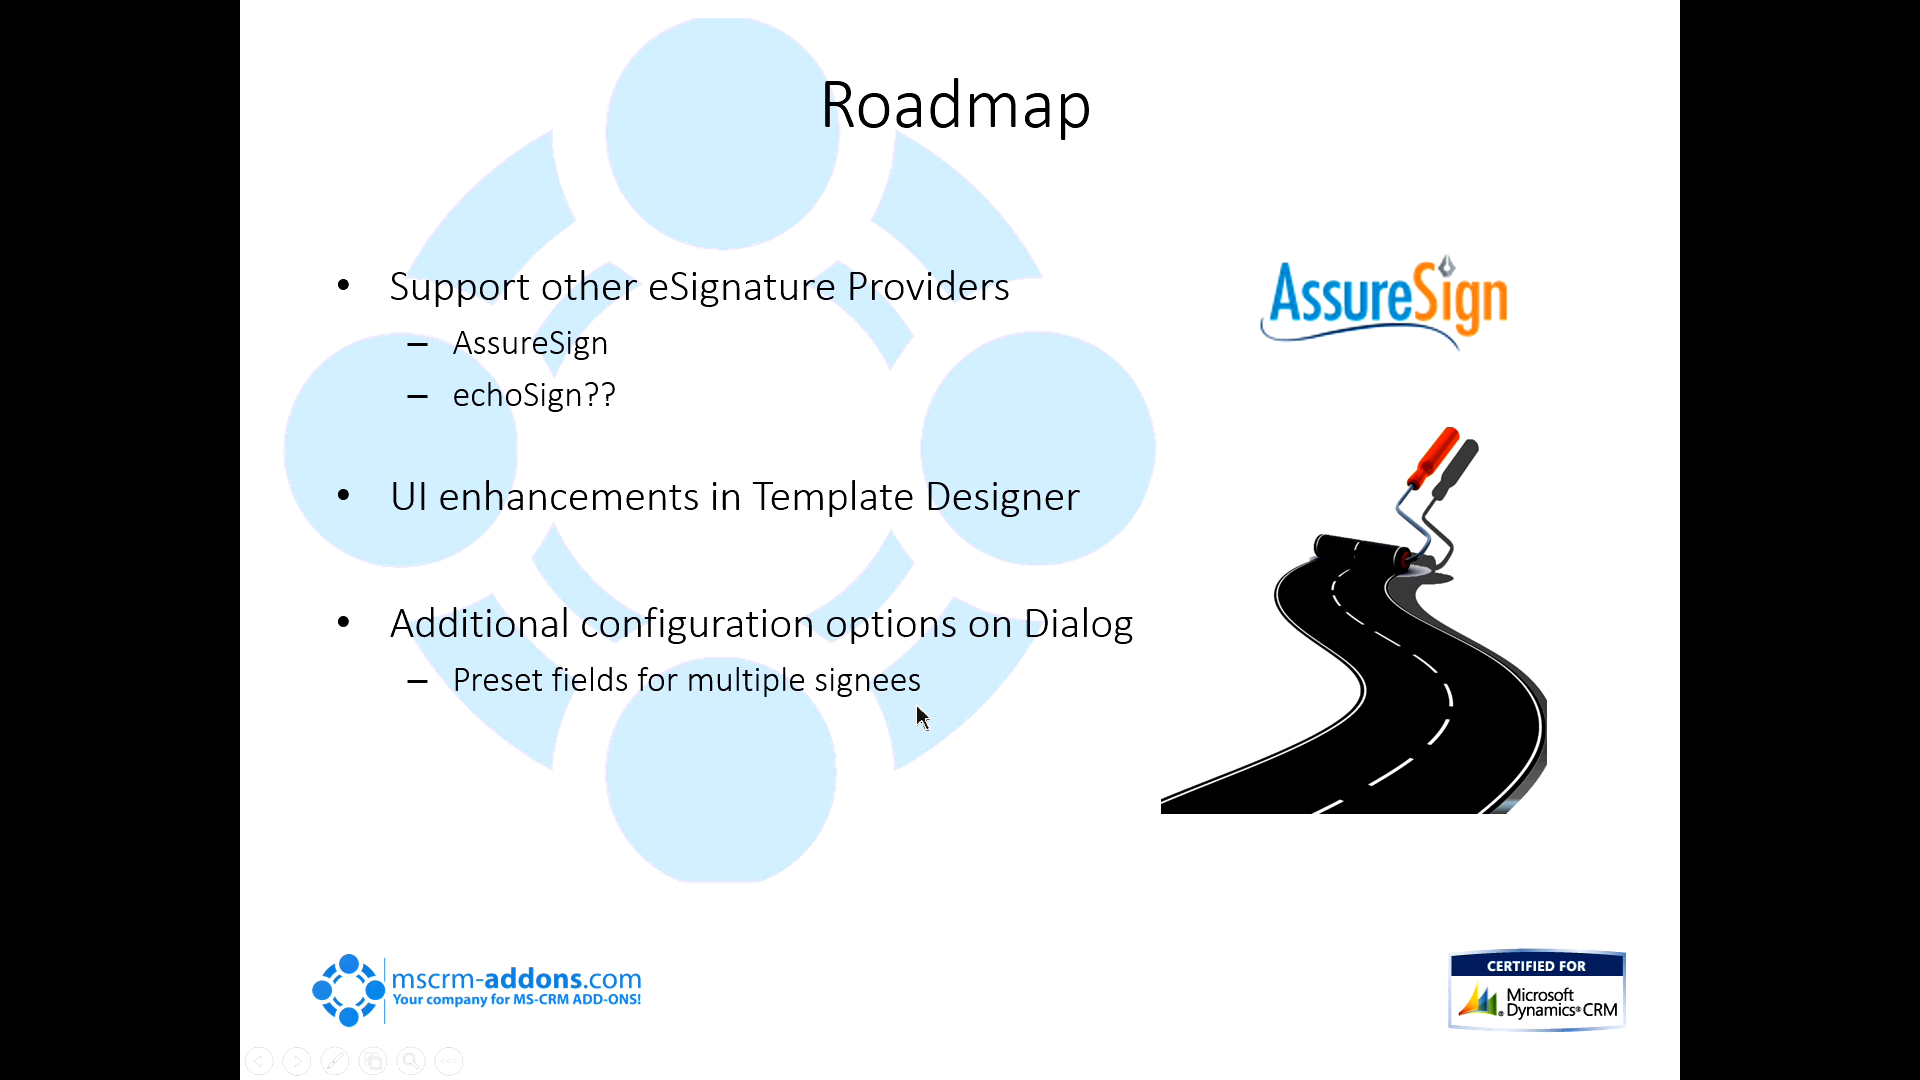 Roadmap
• Support other eSignature Providers
– AssureSign
– echoSign??
• UI enhancements in Template Designer
• Additional configuration options on Dialog
– Preset fields for multiple signees
AssureSign
mscrm-addons.com
Your company for MS-CRM ADD-ONS!
CERTIFIED FOR
Microsoft®
Dynamics® CRM